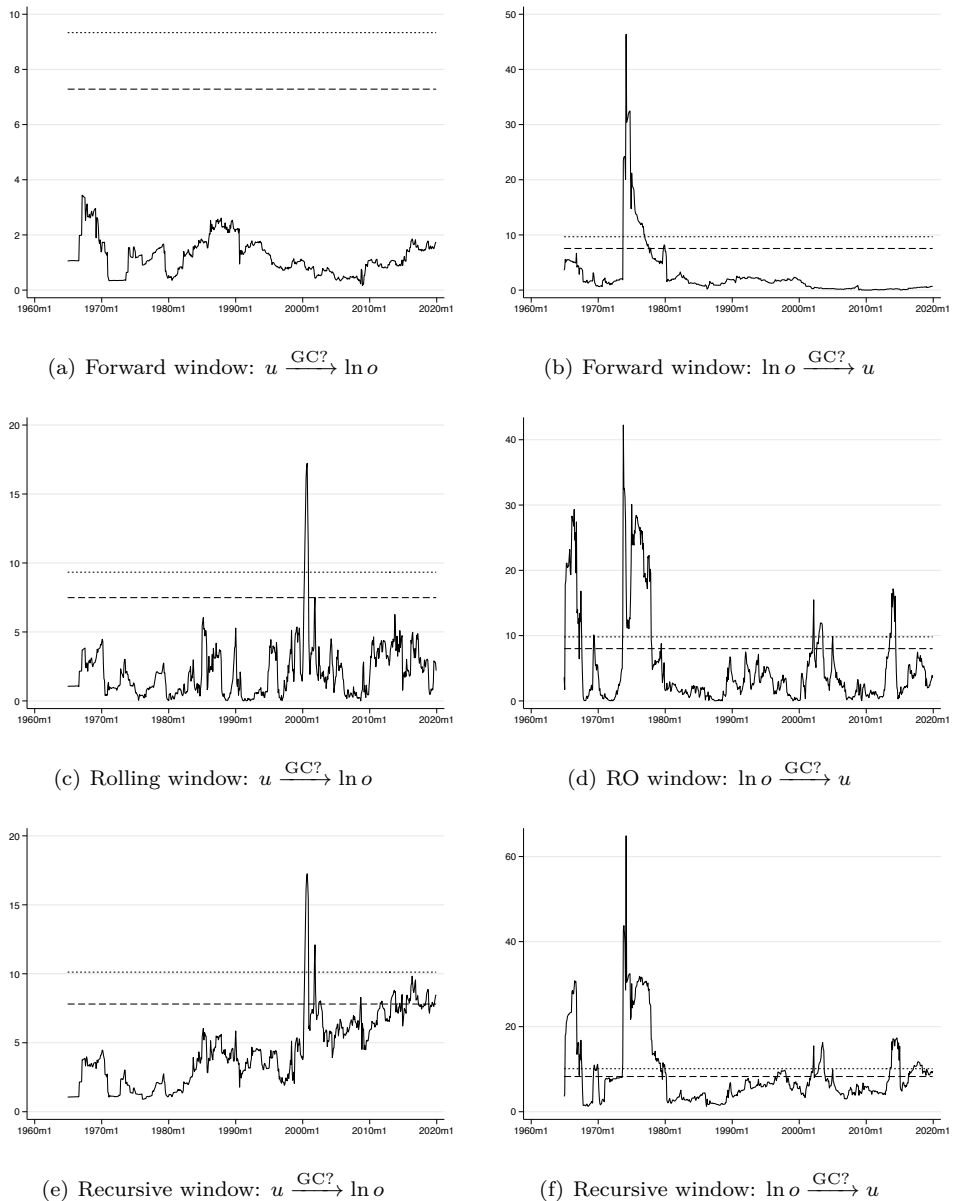 10
8
6
4
2
0
1960m1 1970m1 1980m1 1990m1 2000m1 2010m1 2020m1
50
40
30
20
10
0
1960m1 1970m1 1980m1 1990m1 2000m1 2010m1 2020m1
(a) Forward window: u GC?⟶ ln o
(b) Forward window: ln o GC?⟶ u
20
15
10
5
0
1960m1 1970m1 1980m1 1990m1 2000m1 2010m1 2020m1
40
30
20
10
0
1960m1 1970m1 1980m1 1990m1 2000m1 2010m1 2020m1
(c) Rolling window: u GC?⟶ ln o
(d) RO window: ln o GC?⟶ u
20
15
10
5
0
1960m1 1970m1 1980m1 1990m1 2000m1 2010m1 2020m1
60
40
20
0
1960m1 1970m1 1980m1 1990m1 2000m1 2010m1 2020m1
(e) Recursive window: u GC?⟶ ln o
(f) Recursive window: ln o GC?⟶ u